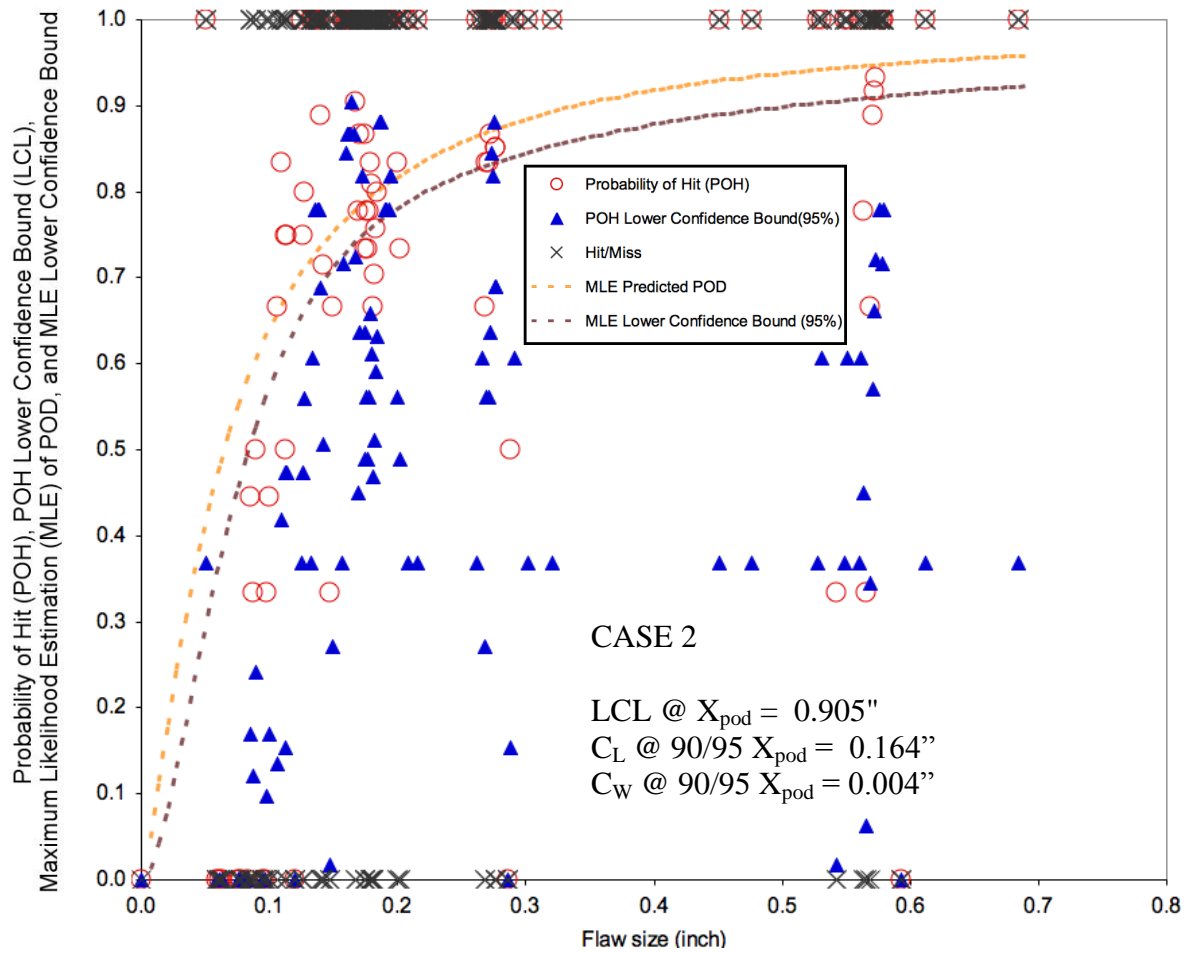 Probability of Hit (POH), POH Lower Confidence Bound (LCL),
Maximum Likelihood Estimation (MLE) of POD, and MLE Lower Confidence Bound
1.0
0.9
0.8
0.7
0.6
0.5
0.4
0.3
0.2
0.1
0.0
Probability of Hit (POH)
POH Lower Confidence Bound(95%)
Hit/Miss
MLE Predicted POD
MLE Lower Confidence Bound (95%)
CASE 2
LCL @ Xpod = 0.905"
CL @ 90/95 Xpod = 0.164”
CW @ 90/95 Xpod = 0.004”
0.0 0.1 0.2 0.3 0.4 0.5 0.6 0.7 0.8
Flaw size (inch)